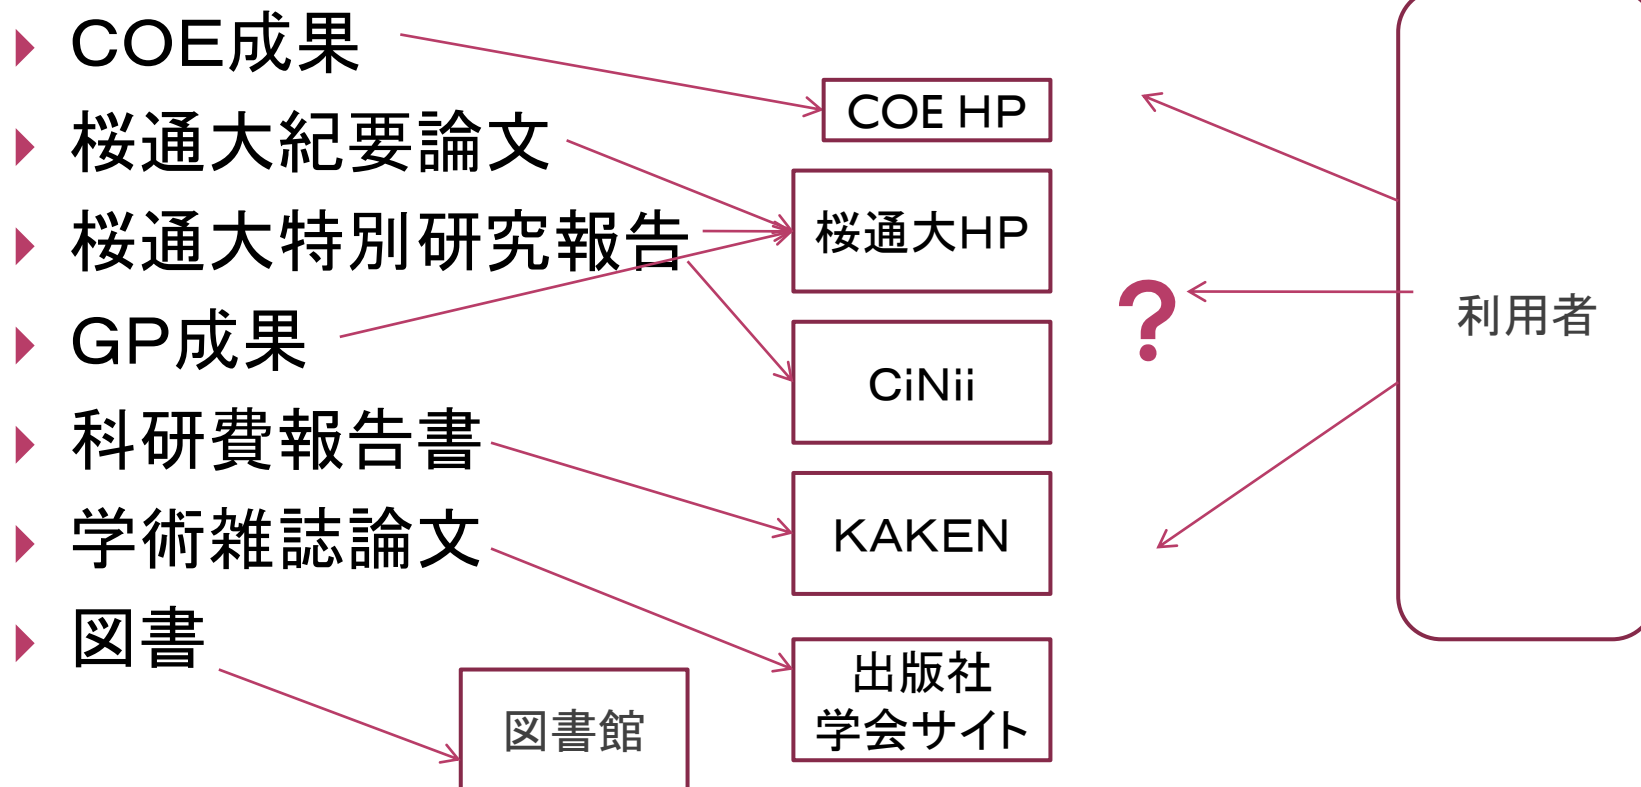 COE成果
桜通大紀要論文
桜通大特別研究報告
GP成果
科研費報告書
学術雑誌論文
図書
COE HP
桜通大HP
CiNii
KAKEN
出版社
学会サイト
図書館
?
利用者